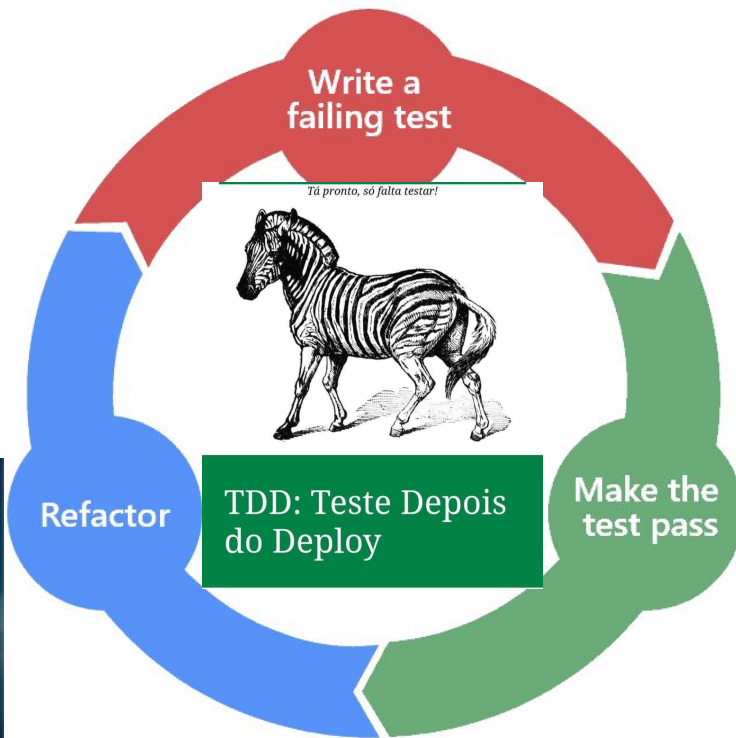 Write a
failing test
Tá pronto, só falta testar!
TDD: Teste Depois
do Deploy
Make the
test pass
Refactor